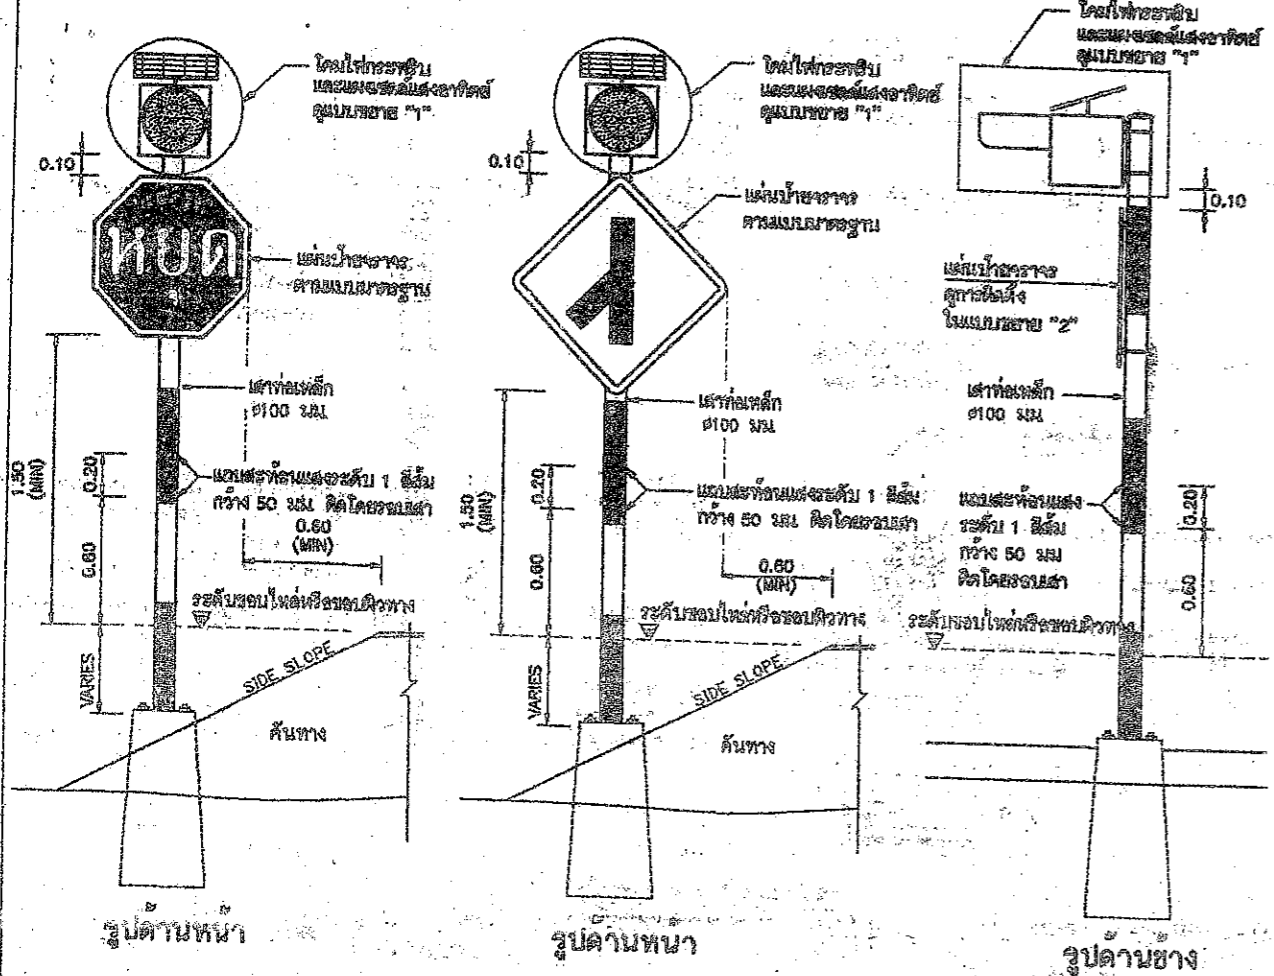 โคมไฟกระพริบ
และแผงเซลล์แสงอาทิตย์
ดูแบบขยาย "1"
0.10
หยุด
แผ่นป้ายจราจร
ตามแบบมาตรฐาน
เสาท่อเหล็ก
ø100 มม.
1.50
(MIN)
0.20
แถบสะท้อนแสงระดับ 1 สีส้ม
กว้าง 50 มม. ติดโดยรอบเสา
0.60
(MIN)
0.60
ระดับขอบไหล่หรือขอบผิวทาง
VARIES
SIDE SLOPE
คันทาง
รูปด้านหน้า
โคมไฟกระพริบ
และแผงเซลล์แสงอาทิตย์
ดูแบบขยาย "1"
0.10
แผ่นป้ายจราจร
ตามแบบมาตรฐาน
เสาท่อเหล็ก
ø100 มม.
1.50
(MIN)
0.20
แถบสะท้อนแสงระดับ 1 สีส้ม
กว้าง 50 มม. ติดโดยรอบเสา
0.60
(MIN)
0.60
ระดับขอบไหล่หรือขอบผิวทาง
VARIES
SIDE SLOPE
คันทาง
รูปด้านหน้า
โคมไฟกระพริบ
และแผงเซลล์แสงอาทิตย์
ดูแบบขยาย "1"
0.10
แผ่นป้ายจราจร
ดูการติดตั้ง
ในแบบขยาย "2"
เสาท่อเหล็ก
ø100 มม.
แถบสะท้อนแสง
ระดับ 1 สีส้ม
กว้าง 50 มม
ติดโดยรอบเสา
0.20
0.60
ระดับขอบไหล่หรือขอบผิวทาง
รูปด้านข้าง